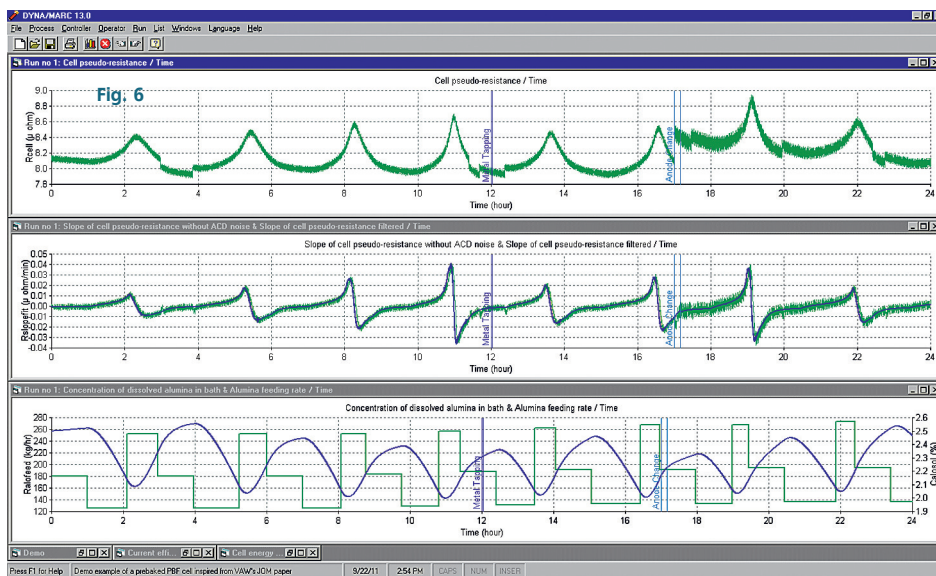 DYNA/MARC 13.0
File Process Controller Operator Run List Windows Language Help
Run no 1: Cell pseudo-resistance / Time
Cell pseudo-resistance / Time
Fig. 6
Rcell (µ ohm)
9.0
8.8
8.6
8.4
8.2
8.0
7.8
Metal Tapping
Anode Change
0 2 4 6 8 10 12 14 16 18 20 22 24
Time (hour)
Run no 1: Slope of cell pseudo-resistance without ACD noise & Slope of cell pseudo-resistance filtered / Time
Slope of cell pseudo-resistance without ACD noise & Slope of cell pseudo-resistance filtered / Time
0.05
0.04
0.03
0.02
0.01
0.00
-0.01
-0.02
-0.03
-0.04
Metal Tapping
Anode Change
0 2 4 6 8 10 12 14 16 18 20 22 24
Time (hour)
Run no 1: Concentration of dissolved alumina in bath & Alumina feeding rate / Time
Concentration of dissolved alumina in bath & Alumina feeding rate / Time
280
260
240
220
200
180
160
140
120
2.6
2.5
2.4
2.3
2.2
2.1
2.0
1.9
Metal Tapping
Anode Change
0 2 4 6 8 10 12 14 16 18 20 22 24
Time (hour)
Demo
Current effi...
Cell energy ...
Press F1 for Help Demo example of a prebaked PBF cell inspired from VAW's JOM paper 9/22/11 2:54 PM CAPS NUM INSER